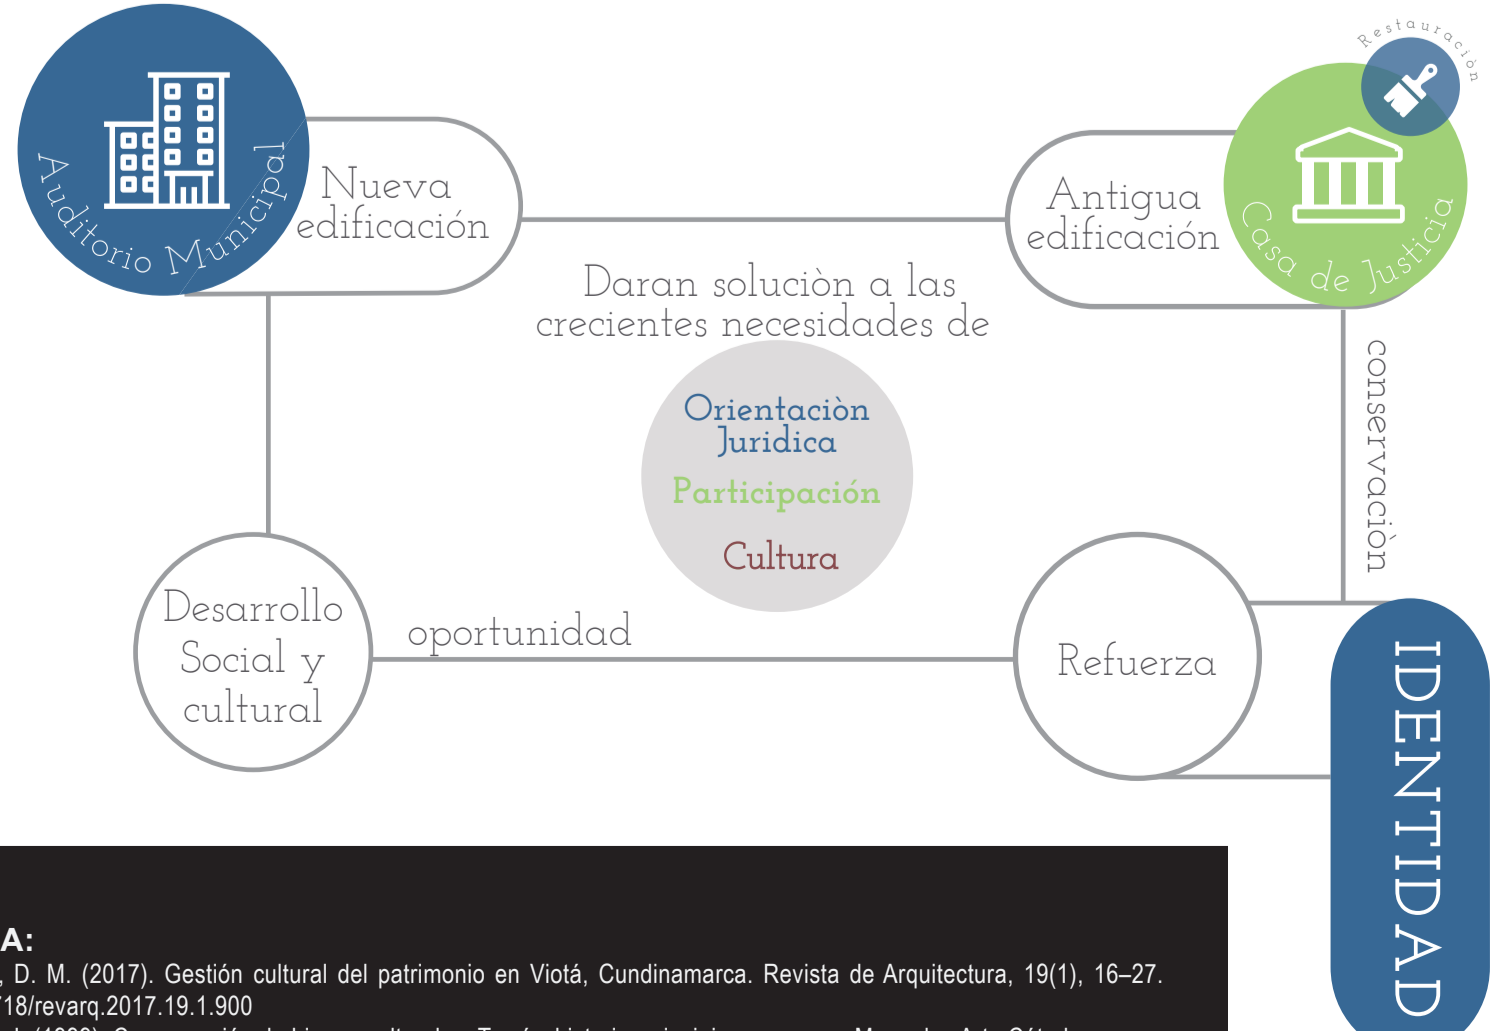 Restauraciòn
Auditorio Municipal
Nueva
edificación
Antigua
edificación
Casa de Justicia
Daran soluciòn a las
crecientes necesidades de
Orientaciòn
Juridica
Participación
Cultura
conservaciòn
Desarrollo
Social y
cultural
oportunidad
Refuerza
IDENTIDAD
A:
, D. M. (2017). Gestión cultural del patrimonio en Viotá, Cundinamarca. Revista de Arquitectura, 19(1), 16–27.
718/revarq.2017.19.1.900